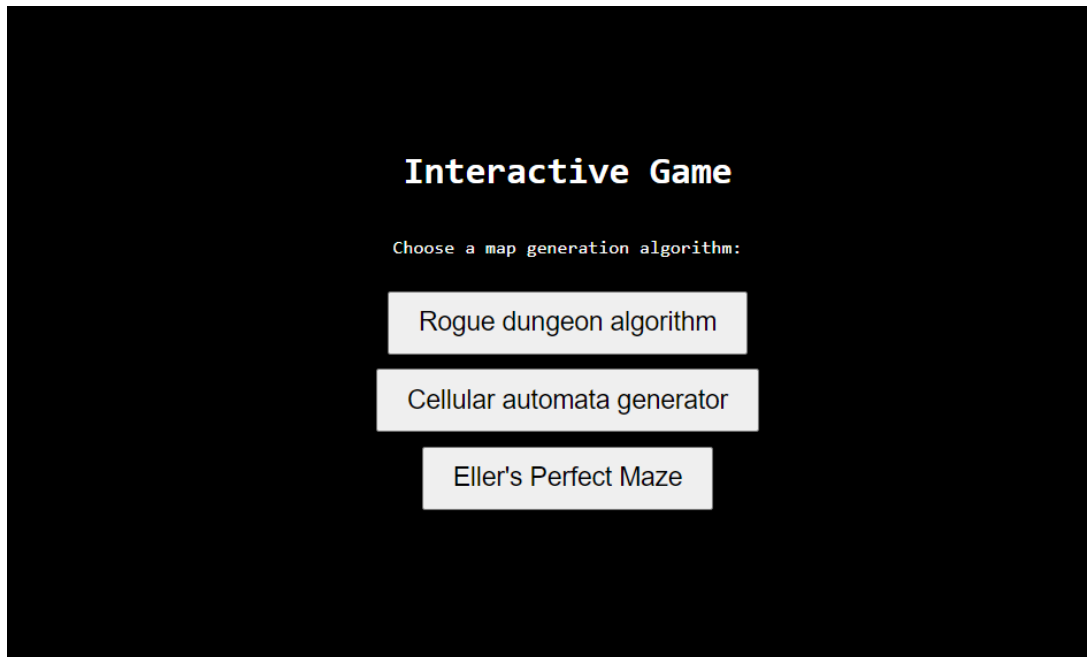 Interactive Game
Choose a map generation algorithm:
Rogue dungeon algorithm
Cellular automata generator
Eller's Perfect Maze